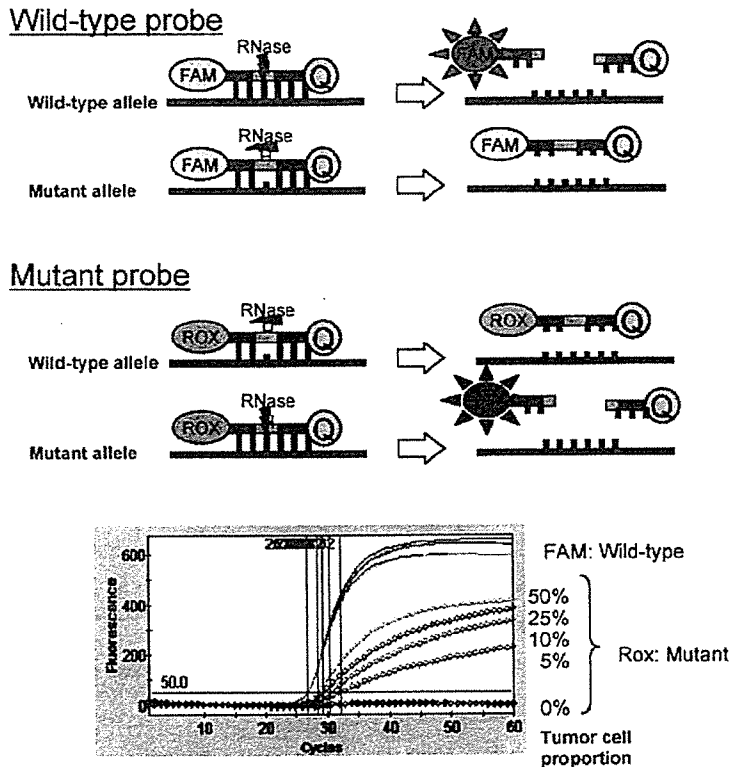 Wild-type probe
RNase
FAM
Q
FAM
Q
Wild-type allele
RNase
FAM
Q
FAM
Q
Mutant allele
Mutant probe
RNase
ROX
Q
ROX
Q
Wild-type allele
RNase
ROX
Q
Q
Mutant allele
600
400
200
50.0
Fluorescence
10
20
30
40
50
60
Cycles
FAM: Wild-type
50%
25%
10%
5%
0%
Rox: Mutant
Tumor cell
proportion